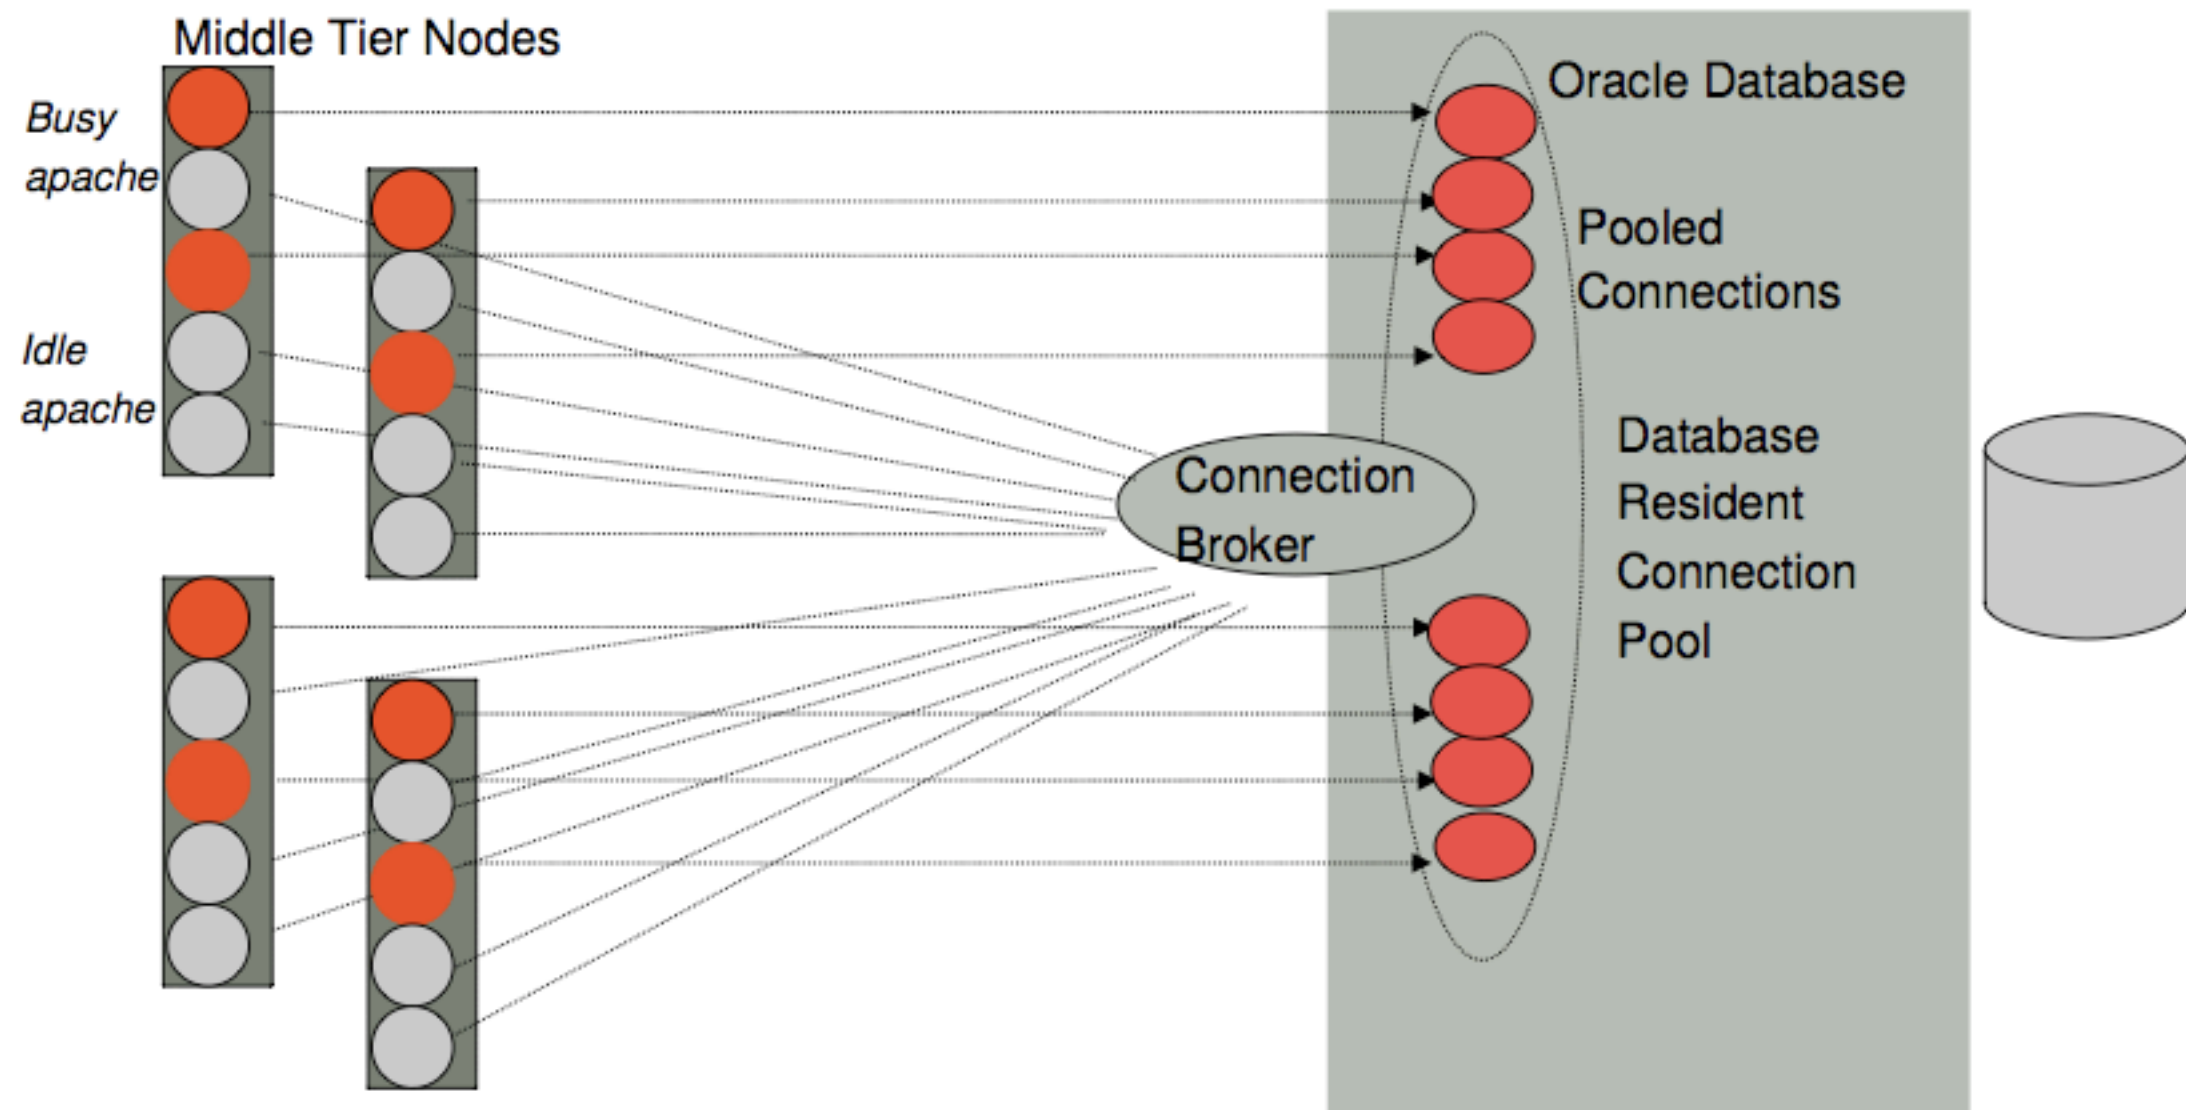 Middle Tier Nodes
Busy
apache
Idle
apache
Connection
Broker
Oracle Database
Pooled
Connections
Database
Resident
Connection
Pool